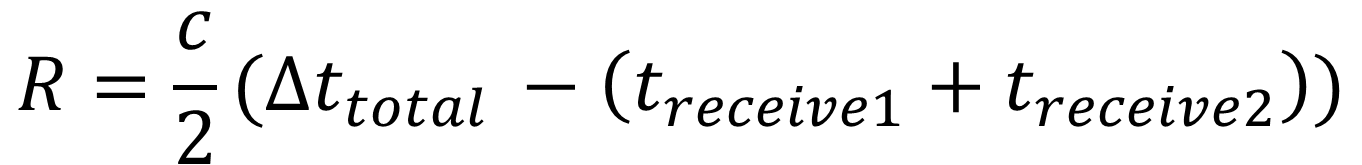 R = c/2 (Δt_total − (t_receive1 + t_receive2))